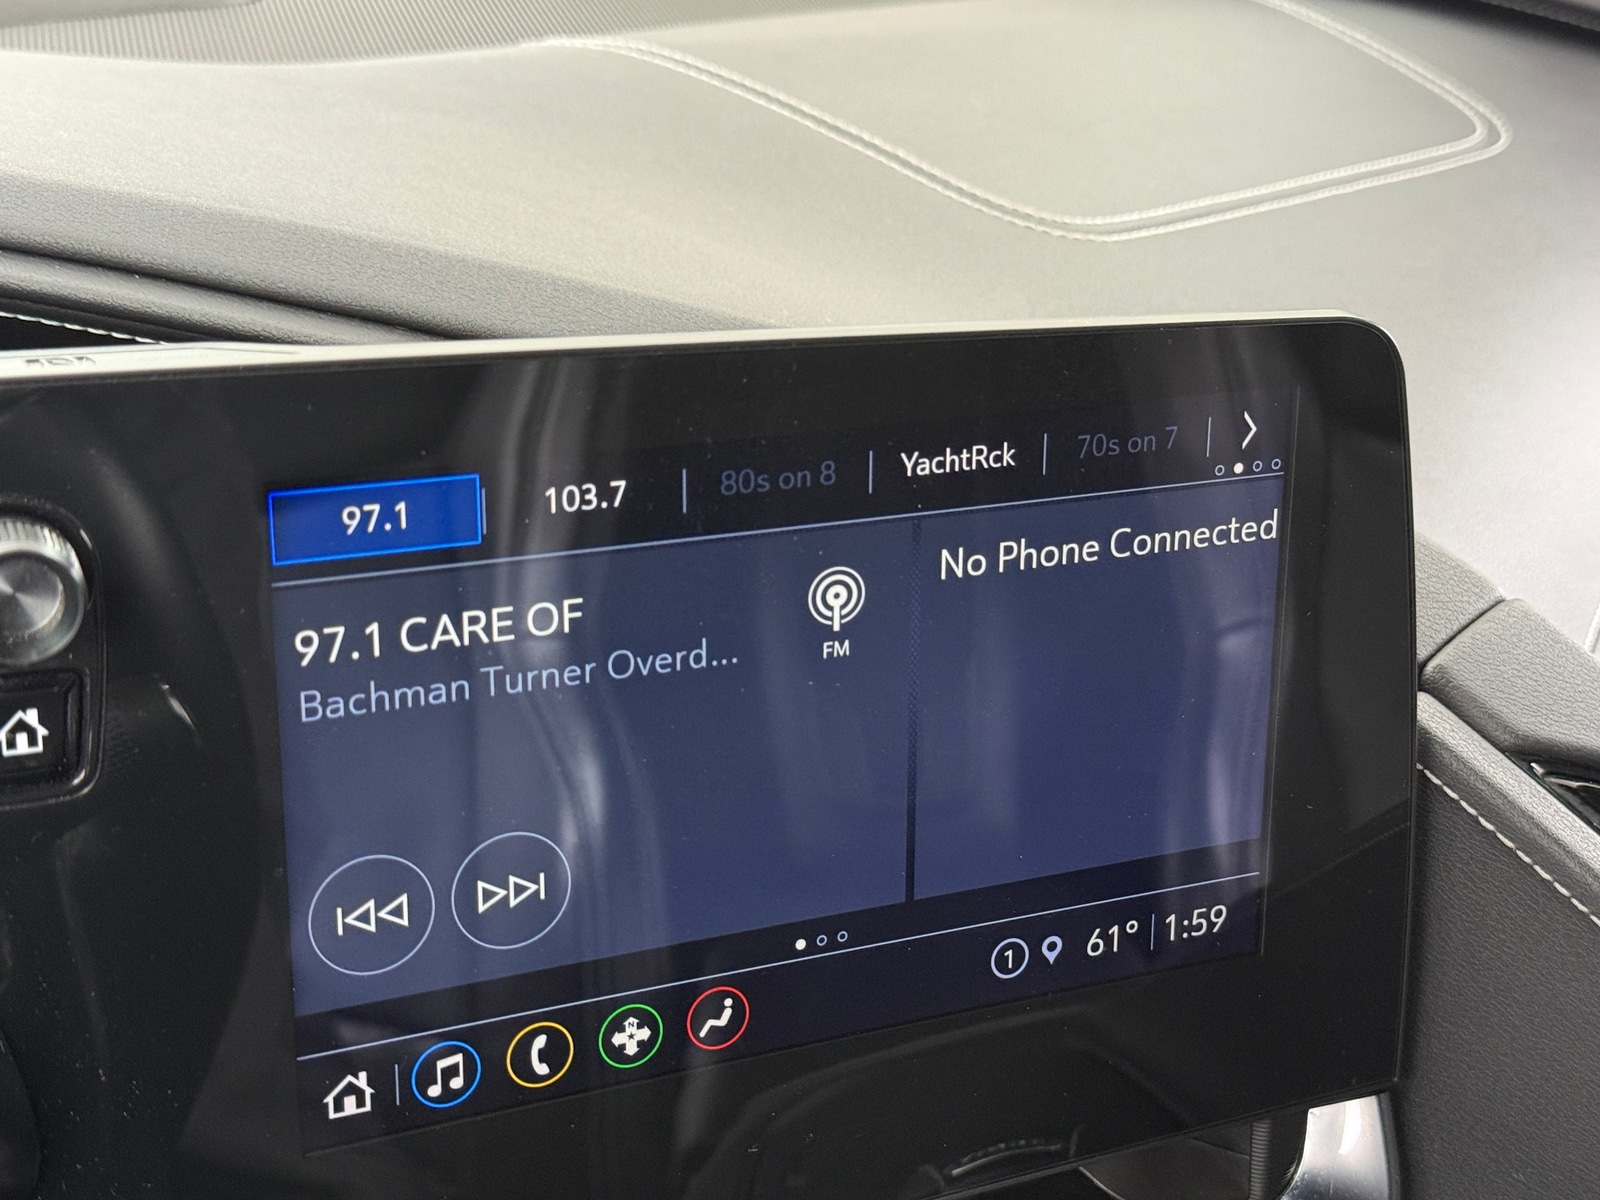 97.1 | 103.7 | 80s on 8 | YachtRck | 70s on 7
No Phone Connected
97.1 CARE OF
Bachman Turner Overd...
FM
1 61° 1:59
N